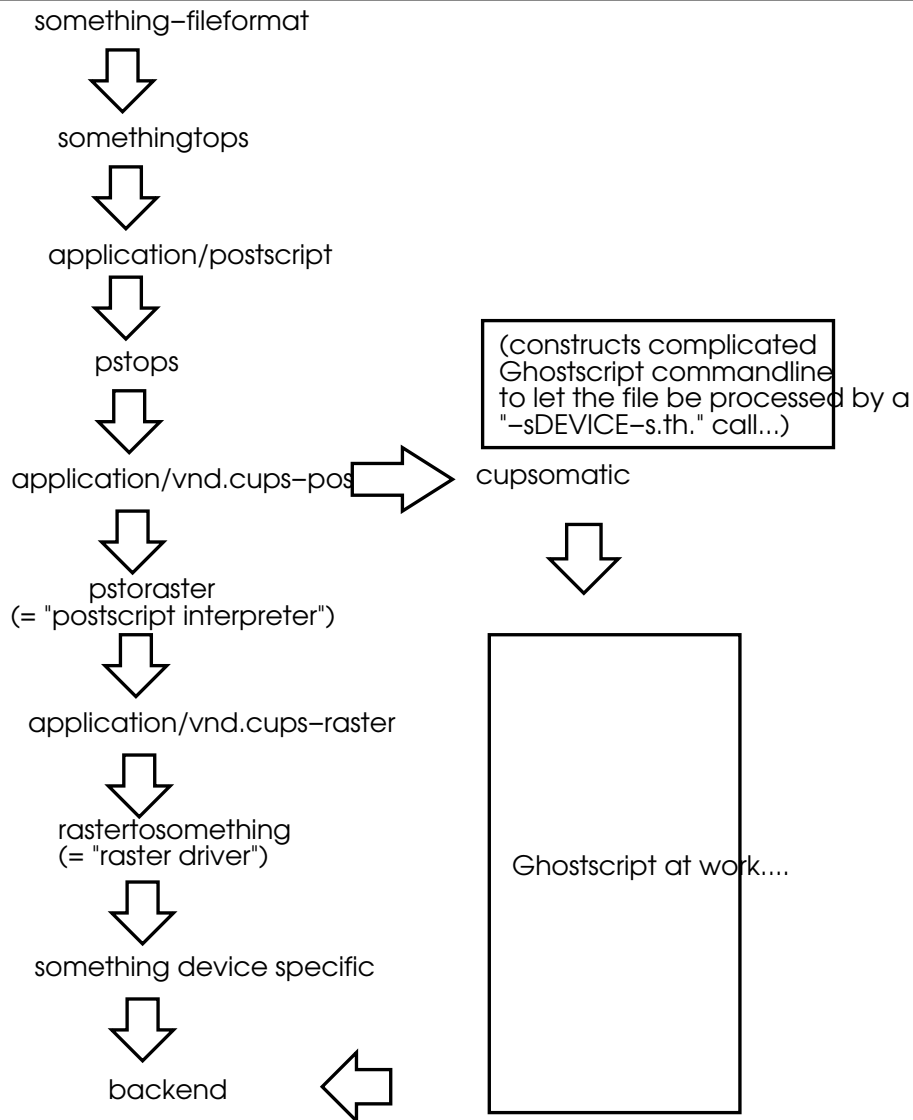 something–fileformat
somethingtops
application/postscript
pstops
(constructs complicated
Ghostscript commandline
to let the file be processed by a
"–sDEVICE–s.th." call...)
application/vnd.cups–pos
cupsomatic
pstoraster
(= "postscript interpreter")
application/vnd.cups–raster
rastertosomething
(= "raster driver")
Ghostscript at work....
something device specific
backend